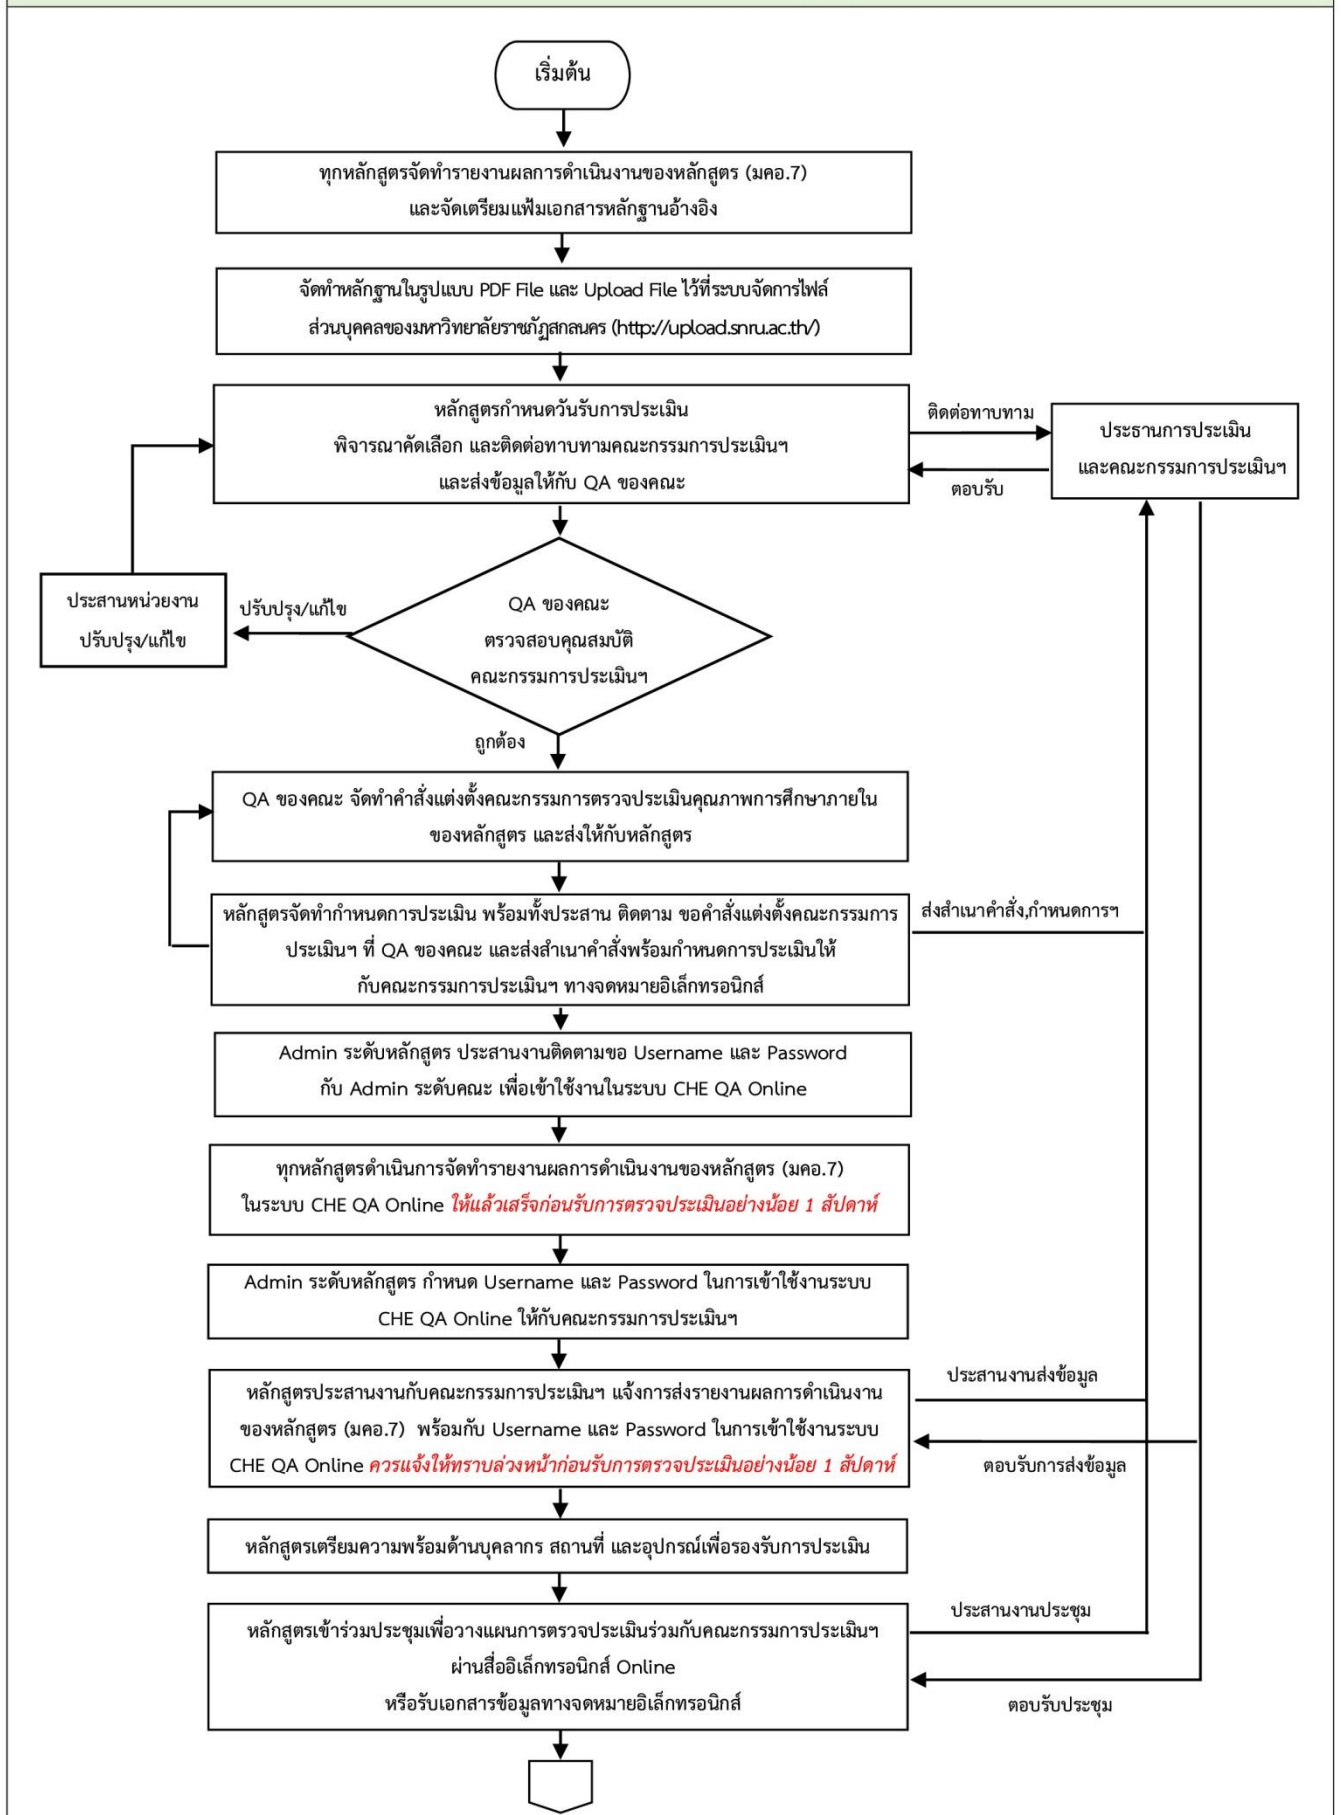 เริ่มต้น
ทุกหลักสูตรจัดทำรายงานผลการดำเนินงานของหลักสูตร (มคอ.7)
และจัดเตรียมแฟ้มเอกสารหลักฐานอ้างอิง
จัดทำหลักฐานในรูปแบบ PDF File และ Upload File ไว้ที่ระบบจัดการไฟล์
ส่วนบุคคลของมหาวิทยาลัยราชภัฏสกลนคร (http://upload.snru.ac.th/)
หลักสูตรกำหนดวันรับการประเมิน
พิจารณาคัดเลือก และติดต่อทาบทามคณะกรรมการประเมินฯ
และส่งข้อมูลให้กับ QA ของคณะ
ติดต่อทาบทาม
ตอบรับ
ประธานการประเมิน
และคณะกรรมการประเมินฯ
ประสานหน่วยงาน
ปรับปรุง/แก้ไข
ปรับปรุง/แก้ไข
QA ของคณะ
ตรวจสอบคุณสมบัติ
คณะกรรมการประเมินฯ
ถูกต้อง
QA ของคณะ จัดทำคำสั่งแต่งตั้งคณะกรรมการตรวจประเมินคุณภาพการศึกษาภายใน
ของหลักสูตร และส่งให้กับหลักสูตร
หลักสูตรจัดทำกำหนดการประเมิน พร้อมทั้งประสาน ติดตาม ขอคำสั่งแต่งตั้งคณะกรรมการ
ประเมินฯ ที่ QA ของคณะ และส่งสำเนาคำสั่งพร้อมกำหนดการประเมินให้
กับคณะกรรมการประเมินฯ ทางจดหมายอิเล็กทรอนิกส์
ส่งสำเนาคำสั่ง,กำหนดการฯ
Admin ระดับหลักสูตร ประสานงานติดตามขอ Username และ Password
กับ Admin ระดับคณะ เพื่อเข้าใช้งานในระบบ CHE QA Online
ทุกหลักสูตรดำเนินการจัดทำรายงานผลการดำเนินงานของหลักสูตร (มคอ.7)
ในระบบ CHE QA Online ให้แล้วเสร็จก่อนรับการตรวจประเมินอย่างน้อย 1 สัปดาห์
Admin ระดับหลักสูตร กำหนด Username และ Password ในการเข้าใช้งานระบบ
CHE QA Online ให้กับคณะกรรมการประเมินฯ
หลักสูตรประสานงานกับคณะกรรมการประเมินฯ แจ้งการส่งรายงานผลการดำเนินงาน
ของหลักสูตร (มคอ.7) พร้อมกับ Username และ Password ในการเข้าใช้งานระบบ
CHE QA Online ควรแจ้งให้ทราบล่วงหน้าก่อนรับการตรวจประเมินอย่างน้อย 1 สัปดาห์
ประสานงานส่งข้อมูล
ตอบรับการส่งข้อมูล
หลักสูตรเตรียมความพร้อมด้านบุคลากร สถานที่ และอุปกรณ์เพื่อรองรับการประเมิน
หลักสูตรเข้าร่วมประชุมเพื่อวางแผนการตรวจประเมินร่วมกับคณะกรรมการประเมินฯ
ผ่านสื่ออิเล็กทรอนิกส์ Online
หรือรับเอกสารข้อมูลทางจดหมายอิเล็กทรอนิกส์
ประสานงานประชุม
ตอบรับประชุม